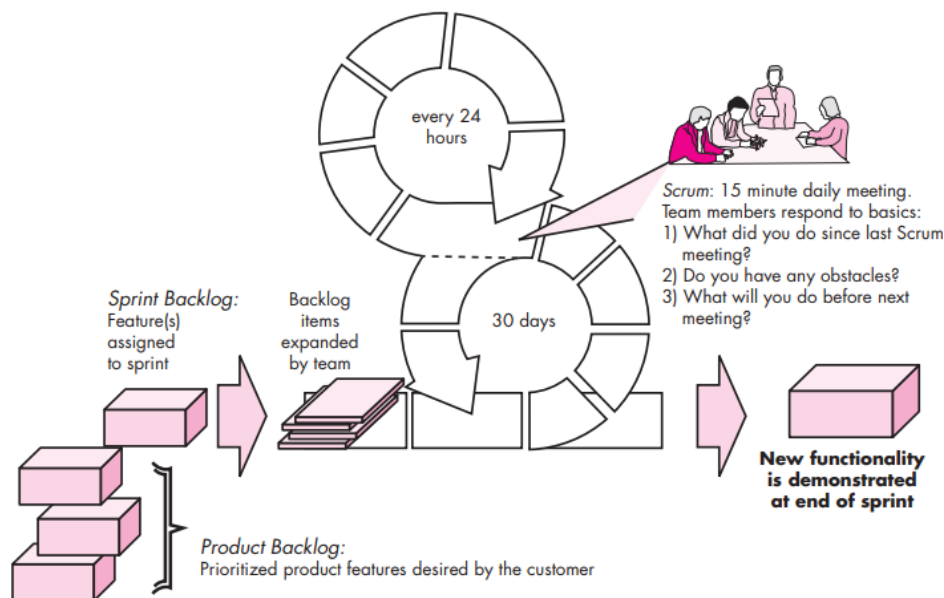 every 24
hours
Scrum: 15 minute daily meeting.
Team members respond to basics:
1) What did you do since last Scrum
meeting?
2) Do you have any obstacles?
3) What will you do before next
meeting?
Sprint Backlog:
Feature(s)
assigned
to sprint
Backlog
items
expanded
by team
30 days
New functionality
is demonstrated
at end of sprint
Product Backlog:
Prioritized product features desired by the customer